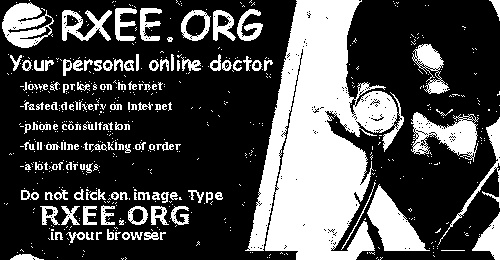 RXEE.ORG
Your personal online doctor
-lowest prices on Internet
-fasted delivery on Internet
-phone consultation
-full online tracking of order
-a lot of drugs
Do not click on image. Type
RXEE.ORG
in your browser